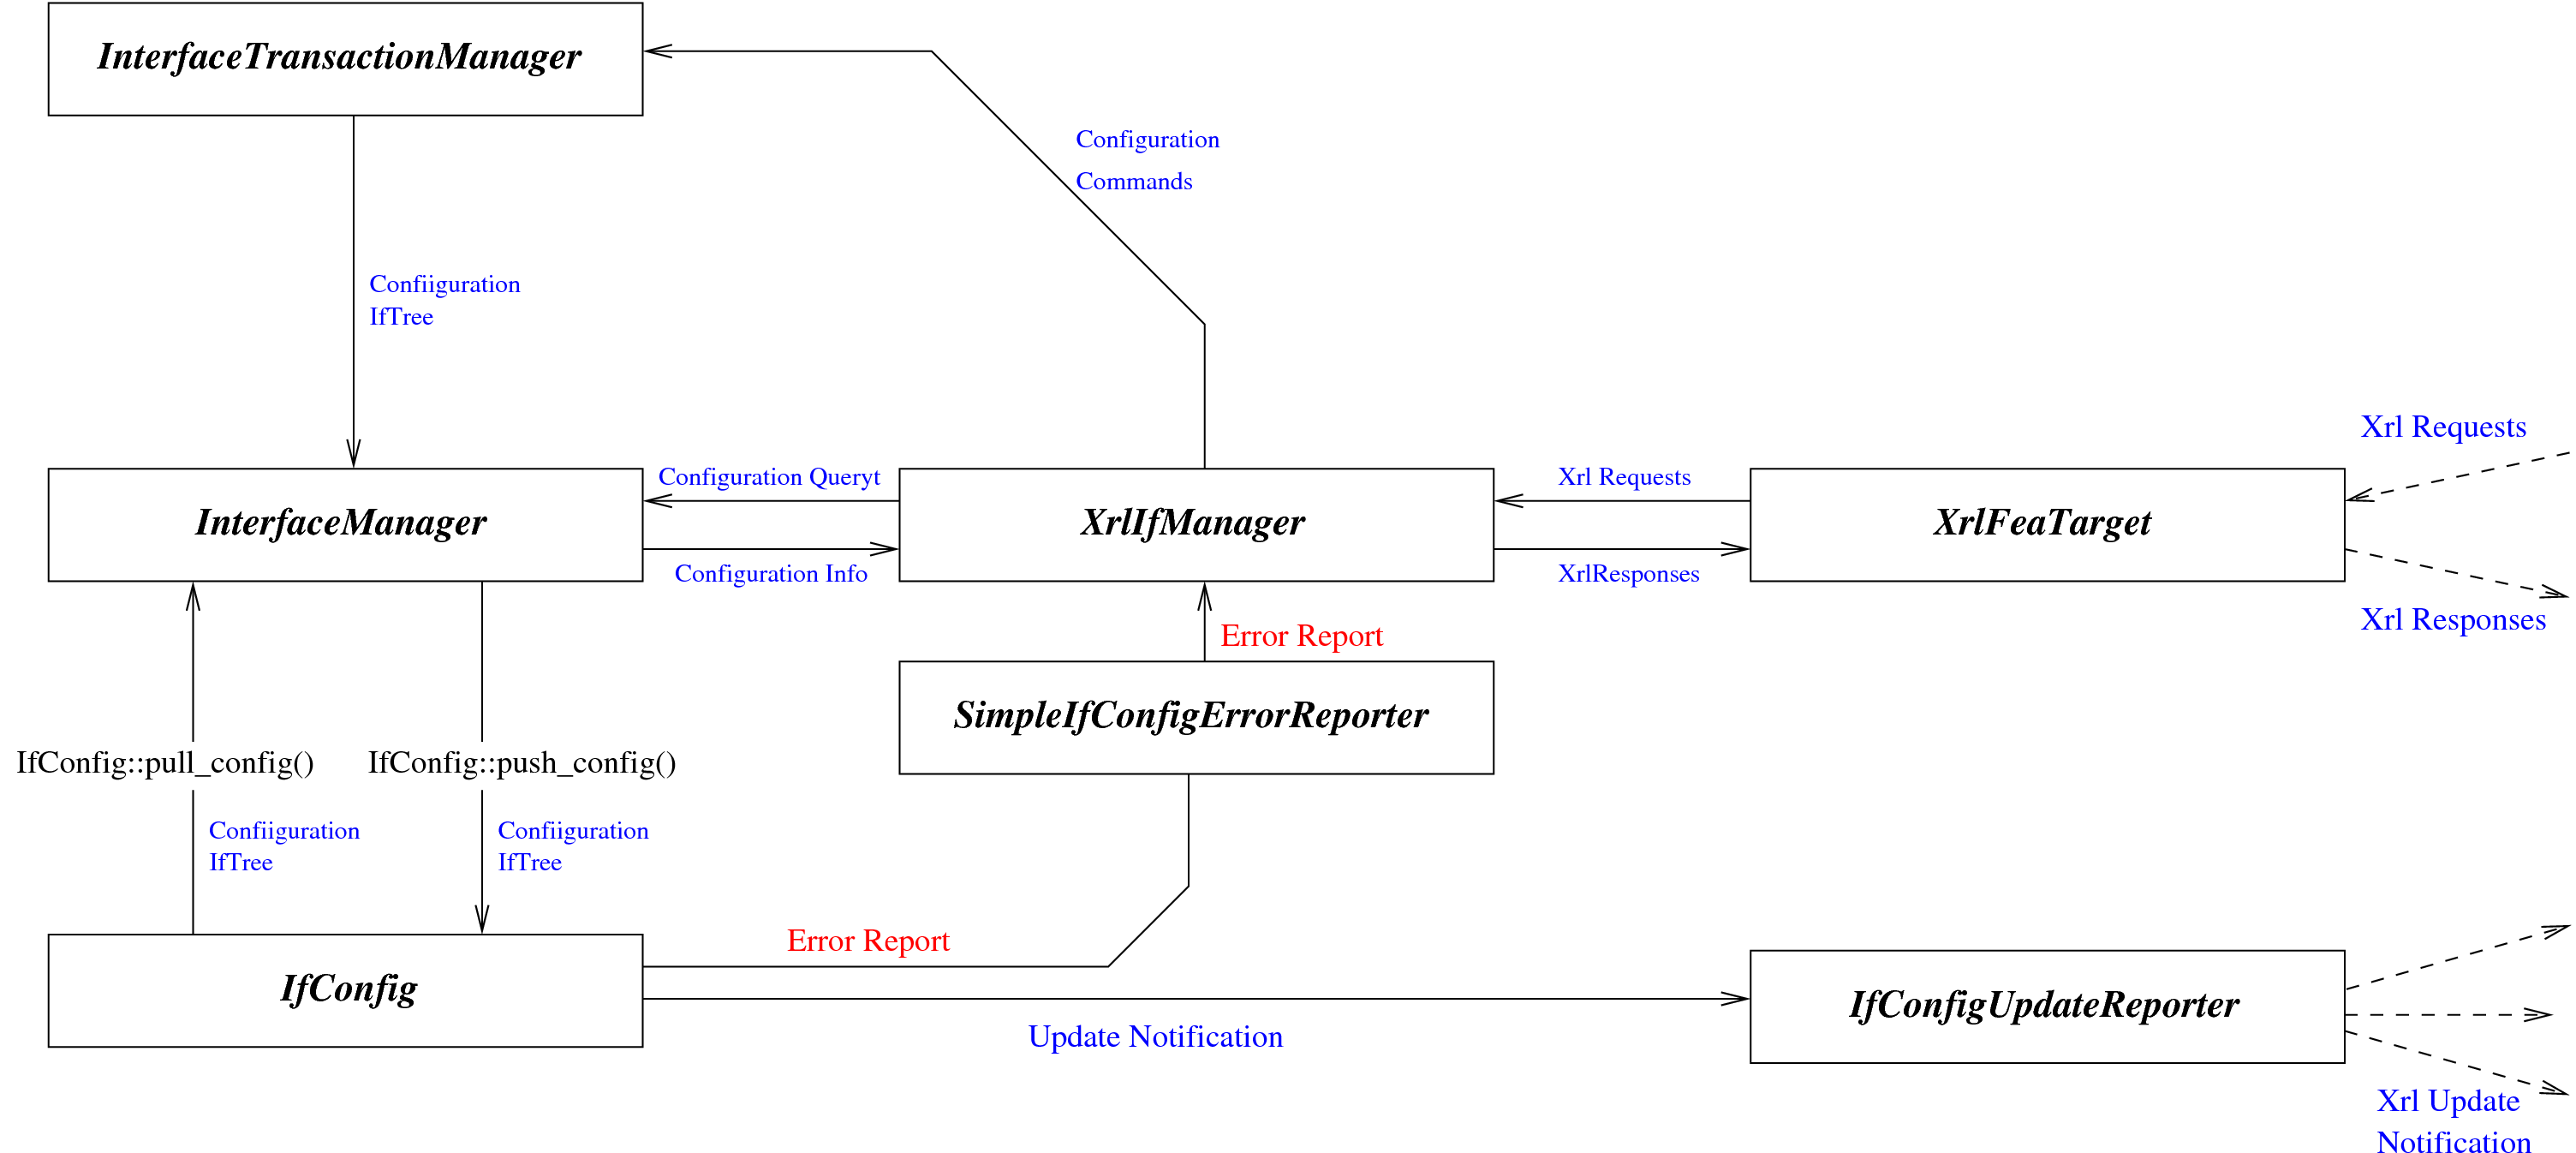 InterfaceTransactionManager
Configuration
Commands
Confiiguration
IfTree
Xrl Requests
Configuration Queryt
Xrl Requests
InterfaceManager
XrlIfManager
XrlFeaTarget
Configuration Info
XrlResponses
Xrl Responses
Error Report
SimpleIfConfigErrorReporter
IfConfig::pull_config()
IfConfig::push_config()
Confiiguration
IfTree
Confiiguration
IfTree
Error Report
IfConfig
IfConfigUpdateReporter
Update Notification
Xrl Update
Notification